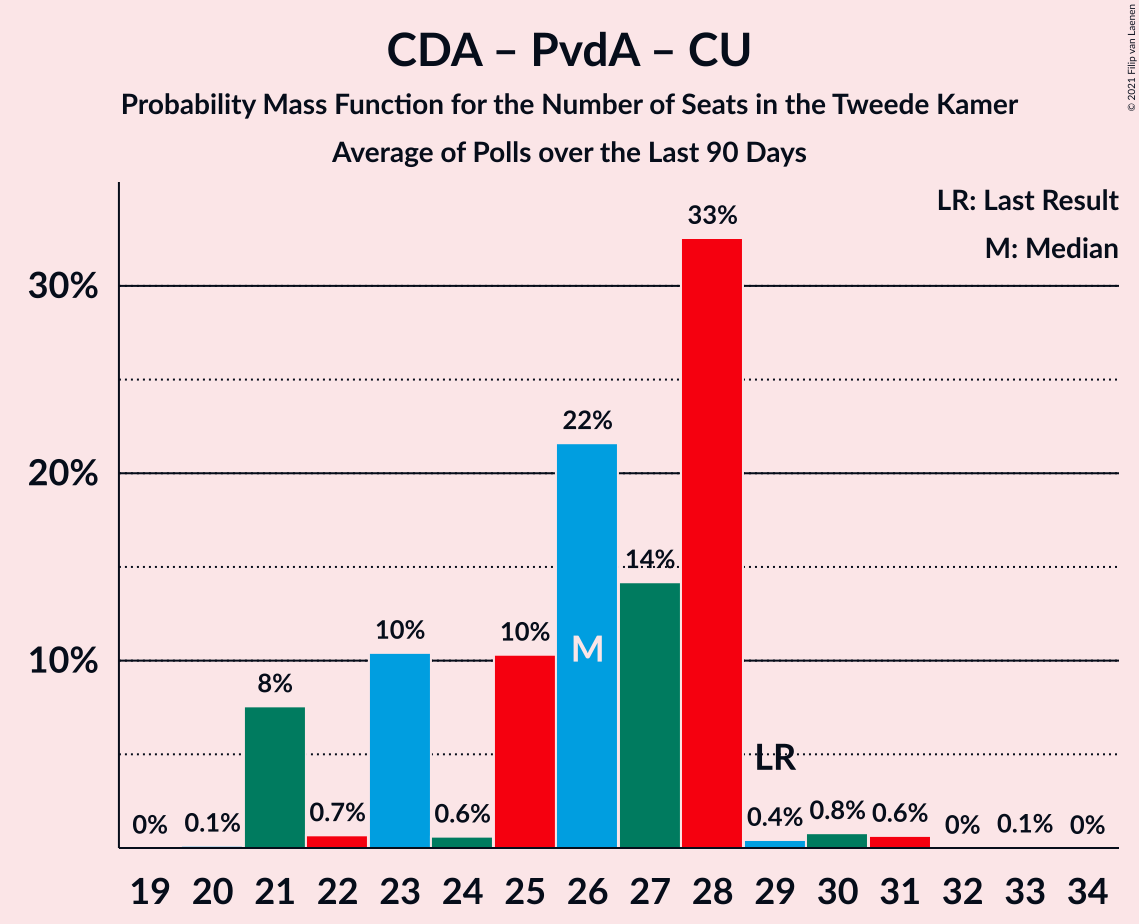 CDA – PvdA – CU
Probability Mass Function for the Number of Seats in the Tweede Kamer
Average of Polls over the Last 90 Days
© 2021 Filip van Laenen
LR: Last Result
M: Median
33%
30%
22%
20%
14%
10%
10%
M
10%
8%
LR
0%
0.1%
0.7%
0.6%
0.4%
0.8%
0.6%
0%
0.1%
0%
19 20 21 22 23 24 25 26 27 28 29 30 31 32 33 34